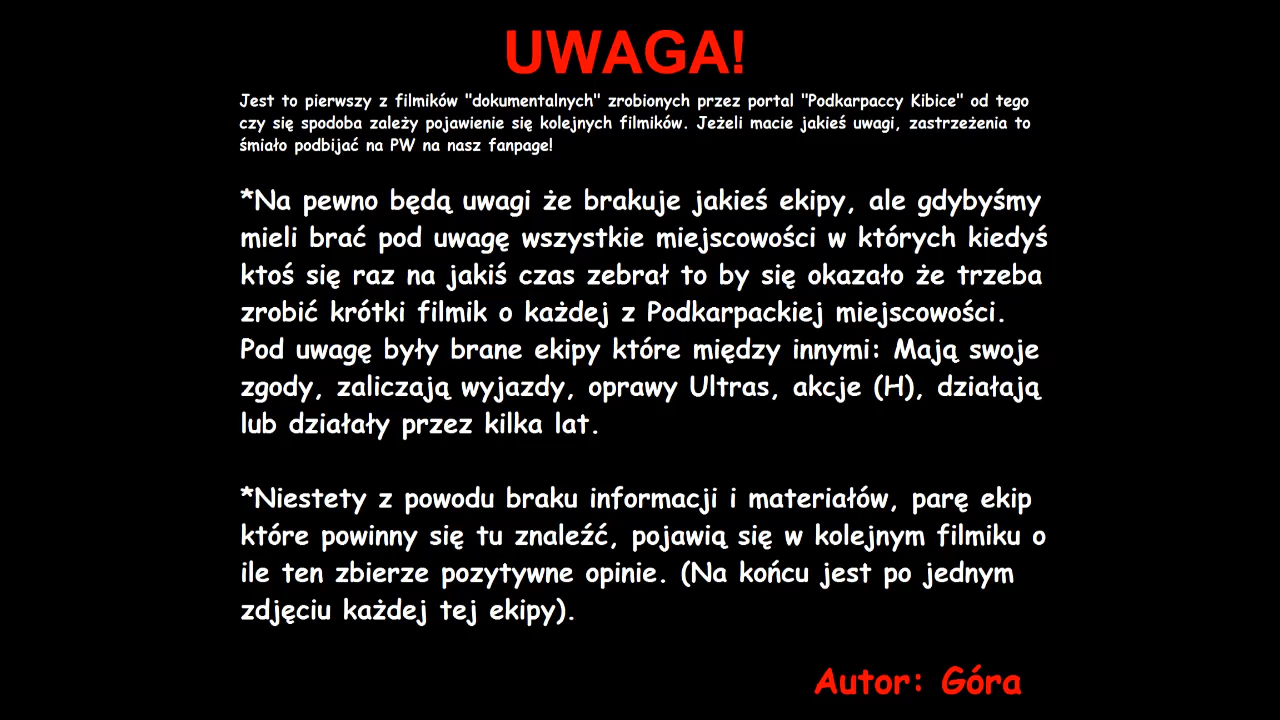 UWAGA!
Jest to pierwszy z filmików "dokumentalnych" zrobionych przez portal "Podkarpaccy Kibice" od tego
czy się spodoba zależy pojawienie się kolejnych filmików. Jeżeli macie jakieś uwagi, zastrzeżenia to
śmiało podbijać na PW na nasz fanpage!
*Na pewno będą uwagi że brakuje jakieś ekipy, ale gdybyśmy
mieli brać pod uwagę wszystkie miejscowości w których kiedyś
ktoś się raz na jakiś czas zebrał to by się okazało że trzeba
zrobić krótki filmik o każdej z Podkarpackiej miejscowości.
Pod uwagę były brane ekipy które między innymi: Mają swoje
zgody, zaliczają wyjazdy, oprawy Ultras, akcje (H), działają
lub działały przez kilka lat.
*Niestety z powodu braku informacji i materiałów, parę ekip
które powinny się tu znaleźć, pojawią się w kolejnym filmiku o
ile ten zbierze pozytywne opinie. (Na końcu jest po jednym
zdjęciu każdej tej ekipy).
Autor: Góra